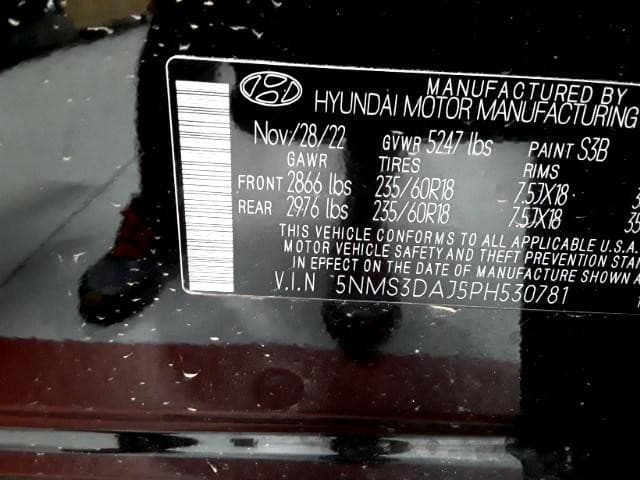 MANUFACTURED BY
HYUNDAI MOTOR MANUFACTURING
Nov/28/22 GVWR 5247 lbs PAINT S3B
GAWR TIRES RIMS
FRONT 2866 lbs 235/60R18 7.5JX18
REAR 2976 lbs 235/60R18 7.5JX18
THIS VEHICLE CONFORMS TO ALL APPLICABLE U.S.A.
MOTOR VEHICLE SAFETY AND THEFT PREVENTION STAN
IN EFFECT ON THE DATE OF MANUFACTURE SHOWN A
V.I.N 5NMS3DAJ5PH530781